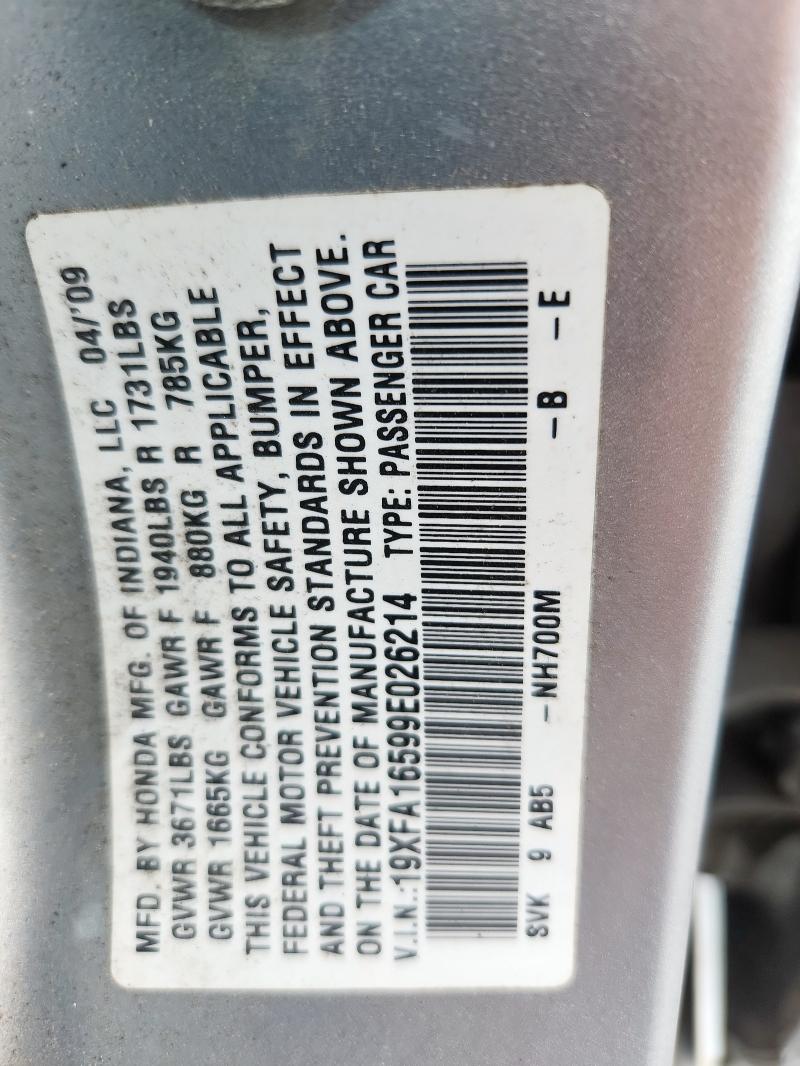 MFD. BY HONDA MFG. OF INDIANA, LLC 04/'09
GVWR 3671LBS GAWR F 1940LBS R 1731LBS
GVWR 1665KG GAWR F 880KG R 785KG
THIS VEHICLE CONFORMS TO ALL APPLICABLE
FEDERAL MOTOR VEHICLE SAFETY, BUMPER,
AND THEFT PREVENTION STANDARDS IN EFFECT
ON THE DATE OF MANUFACTURE SHOWN ABOVE.
V.I.N.:19XFA16599E026214 TYPE: PASSENGER CAR
SVK 9 AB5 -NH700M -B -E